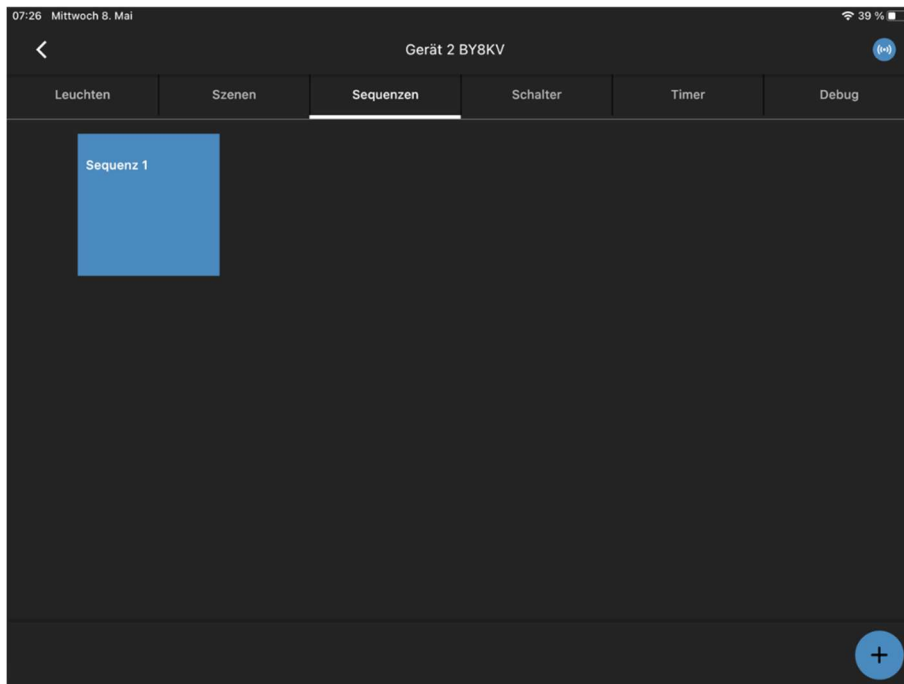 07:26 Mittwoch 8. Mai 39 %
Gerät 2 BY8KV
Leuchten Szenen Sequenzen Schalter Timer Debug
Sequenz 1
+